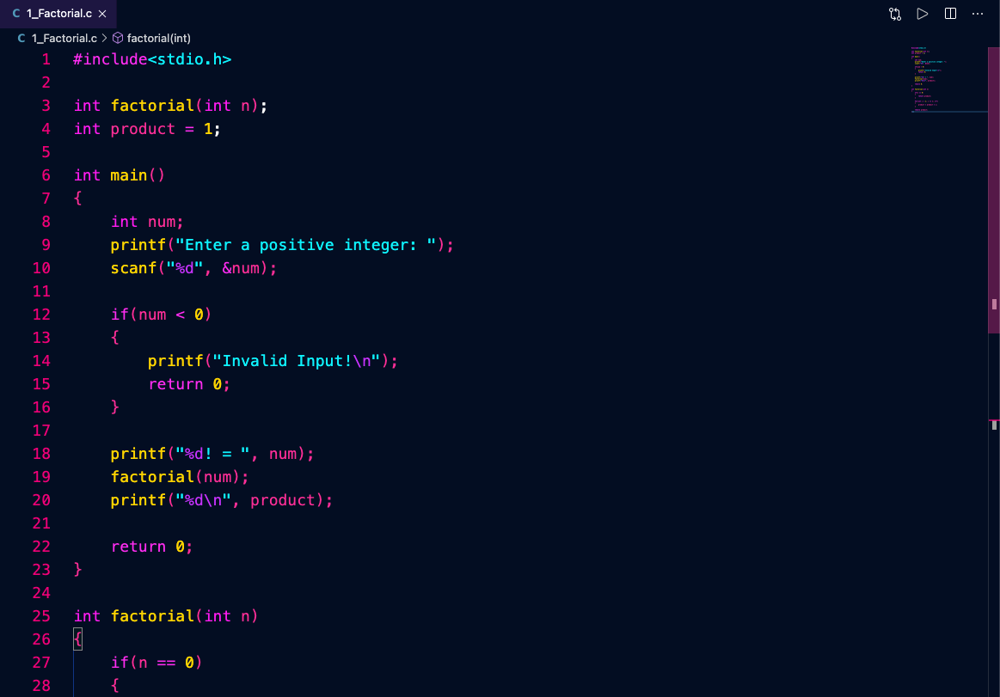 C 1_Factorial.c ×
C 1_Factorial.c > factorial(int)
1 #include<stdio.h>
2
3 int factorial(int n);
4 int product = 1;
5
6 int main()
7 {
8     int num;
9     printf("Enter a positive integer: ");
10     scanf("%d", &num);
11
12     if(num < 0)
13     {
14         printf("Invalid Input!\n");
15         return 0;
16     }
17
18     printf("%d! = ", num);
19     factorial(num);
20     printf("%d\n", product);
21
22     return 0;
23 }
24
25 int factorial(int n)
26 {
27     if(n == 0)
28     {